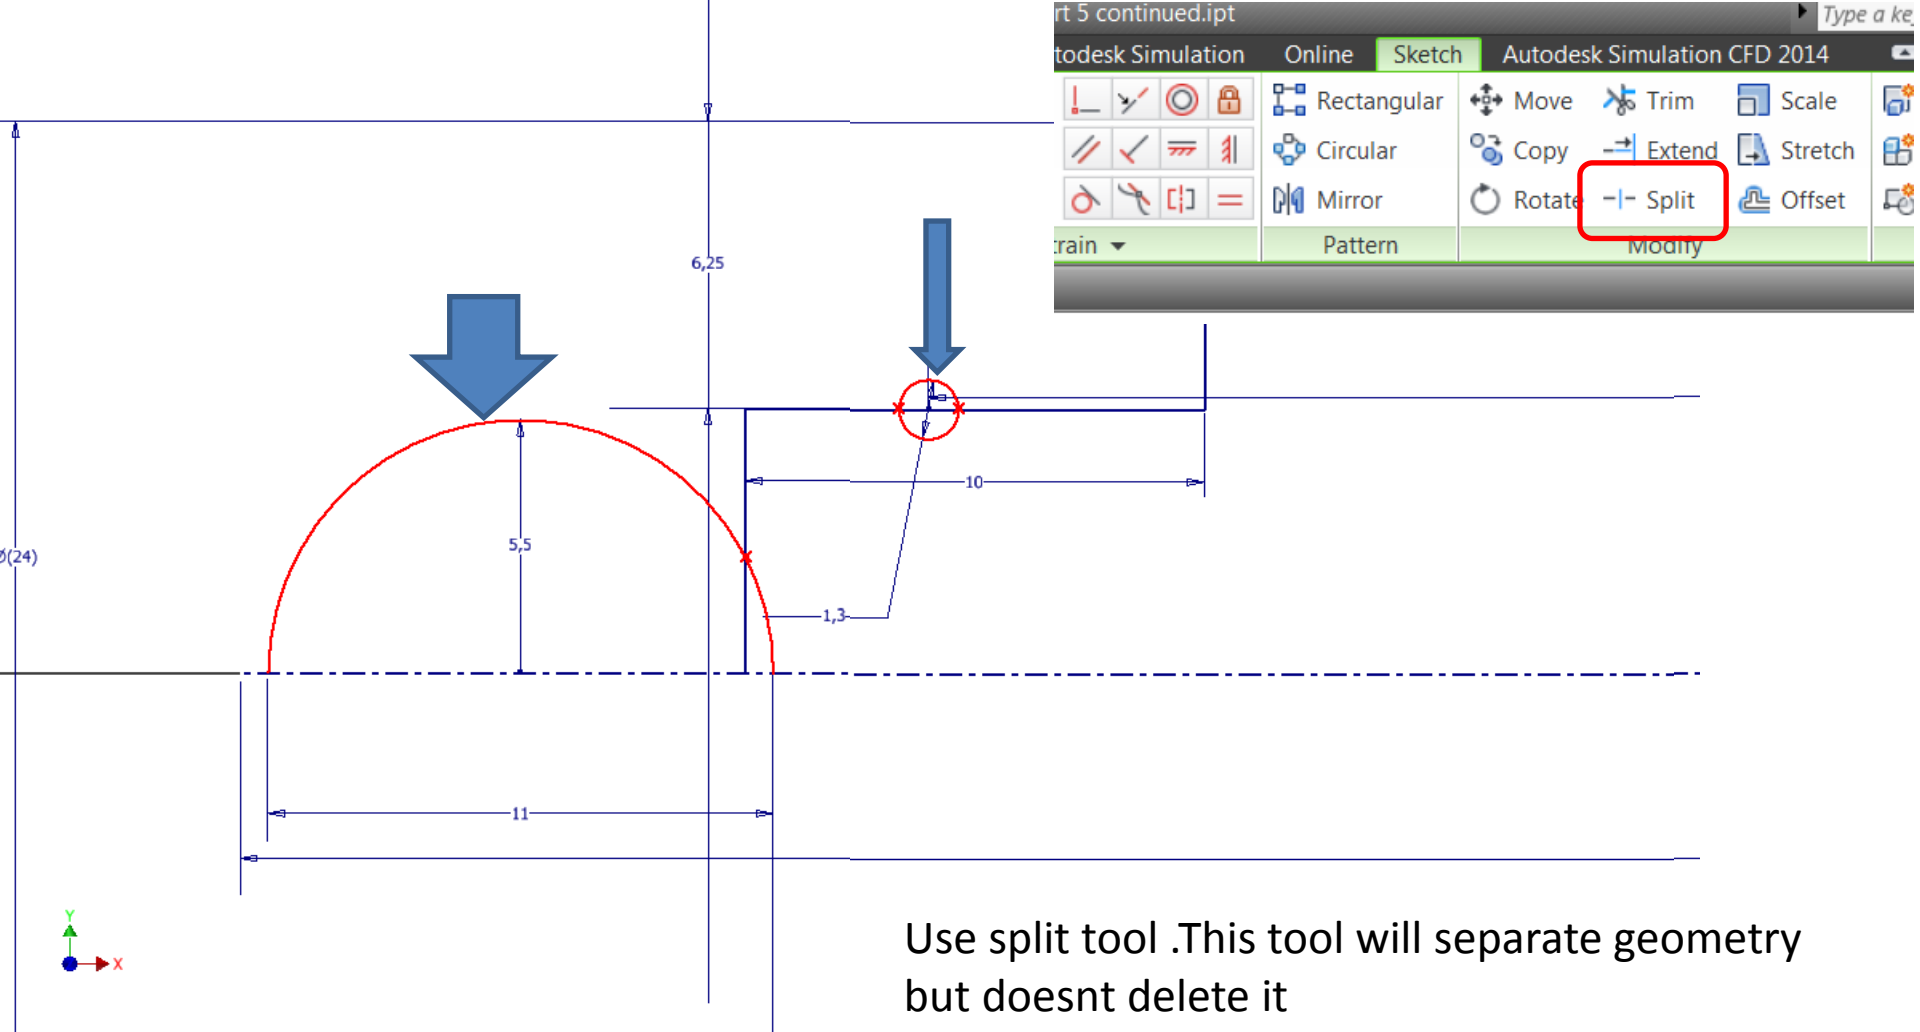 rt 5 continued.ipt
Type a ke
todesk Simulation Online Sketch Autodesk Simulation CFD 2014
Rectangular Move Trim Scale
Circular Copy Extend Stretch
Mirror Rotate Split Offset
train Pattern Modify
6,25
10
5,5
Ø(24)
1,3
11
Y
X
Use split tool .This tool will separate geometry
but doesnt delete it